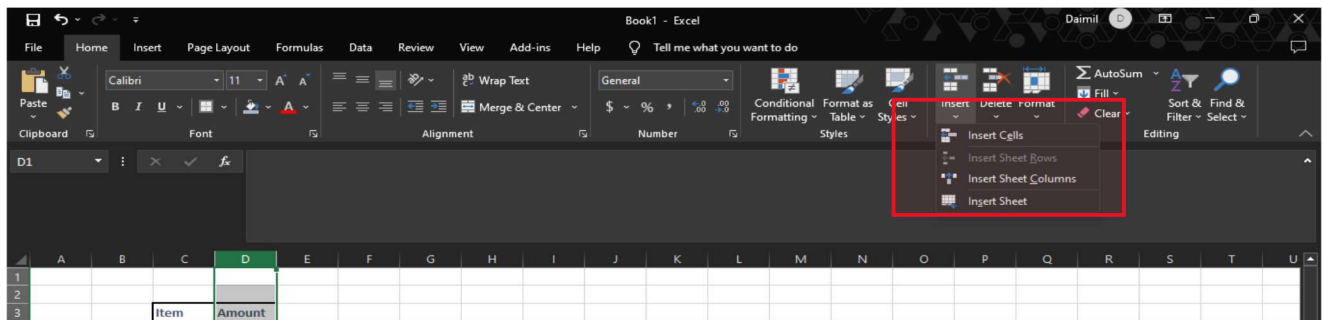 Book1 - Excel
Daimil D
File Home Insert Page Layout Formulas Data Review View Add-ins Help Tell me what you want to do
Paste
Clipboard
Calibri 11 A A
B I U A
Font
ab Wrap Text
Merge & Center
Alignment
General
$ % ,
Number
Conditional Formatting
Format as Table
Cell Styles
Styles
Insert Delete Format
Insert Cells
Insert Sheet Rows
Insert Sheet Columns
Insert Sheet
AutoSum
Fill
Clear
Sort & Filter
Find & Select
Editing
D1 fx
A B C D E F G H I J K L M N O P Q R S T U
1
2
3 Item Amount